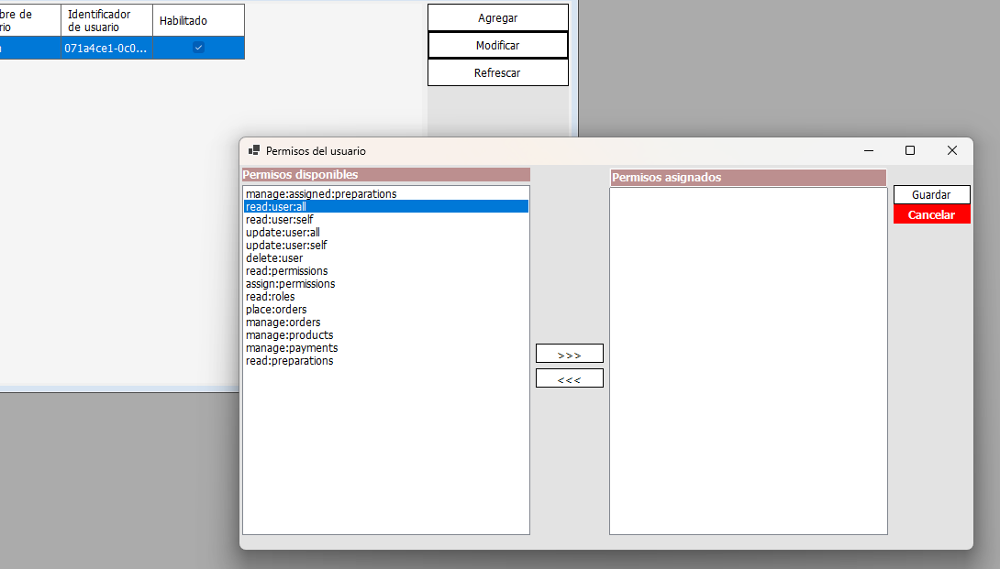 bre de
rio
Identificador
de usuario
Habilitado
071a4ce1-0c0...
Agregar
Modificar
Refrescar
Permisos del usuario
Permisos disponibles
manage:assigned:preparations
read:user:all
read:user:self
update:user:all
update:user:self
delete:user
read:permissions
assign:permissions
read:roles
place:orders
manage:orders
manage:products
manage:payments
read:preparations
>>>
<<<
Permisos asignados
Guardar
Cancelar